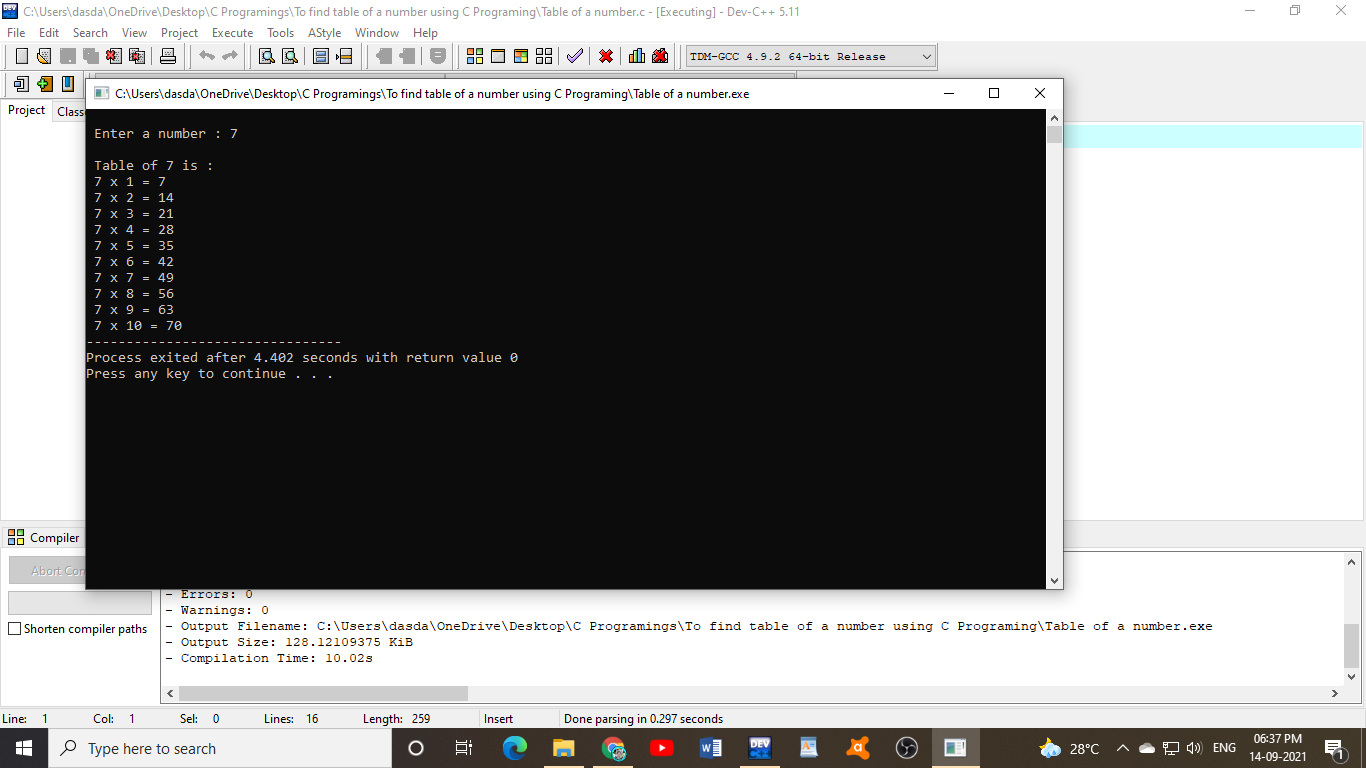 C:\Users\dasda\OneDrive\Desktop\C Programings\To find table of a number using C Programing\Table of a number.c - [Executing] - Dev-C++ 5.11
File Edit Search View Project Execute Tools AStyle Window Help
TDM-GCC 4.9.2 64-bit Release
C:\Users\dasda\OneDrive\Desktop\C Programings\To find table of a number using C Programing\Table of a number.exe
Project Class
Enter a number : 7
Table of 7 is :
7 x 1 = 7
7 x 2 = 14
7 x 3 = 21
7 x 4 = 28
7 x 5 = 35
7 x 6 = 42
7 x 7 = 49
7 x 8 = 56
7 x 9 = 63
7 x 10 = 70
--------------------------------
Process exited after 4.402 seconds with return value 0
Press any key to continue . . .
Compiler
Abort Con
- Errors: 0
- Warnings: 0
Shorten compiler paths
- Output Filename: C:\Users\dasda\OneDrive\Desktop\C Programings\To find table of a number using C Programing\Table of a number.exe
- Output Size: 128.12109375 KiB
- Compilation Time: 10.02s
Line: 1 Col: 1 Sel: 0 Lines: 16 Length: 259 Insert Done parsing in 0.297 seconds
Type here to search
DEV
28°C
ENG
06:37 PM
14-09-2021
1